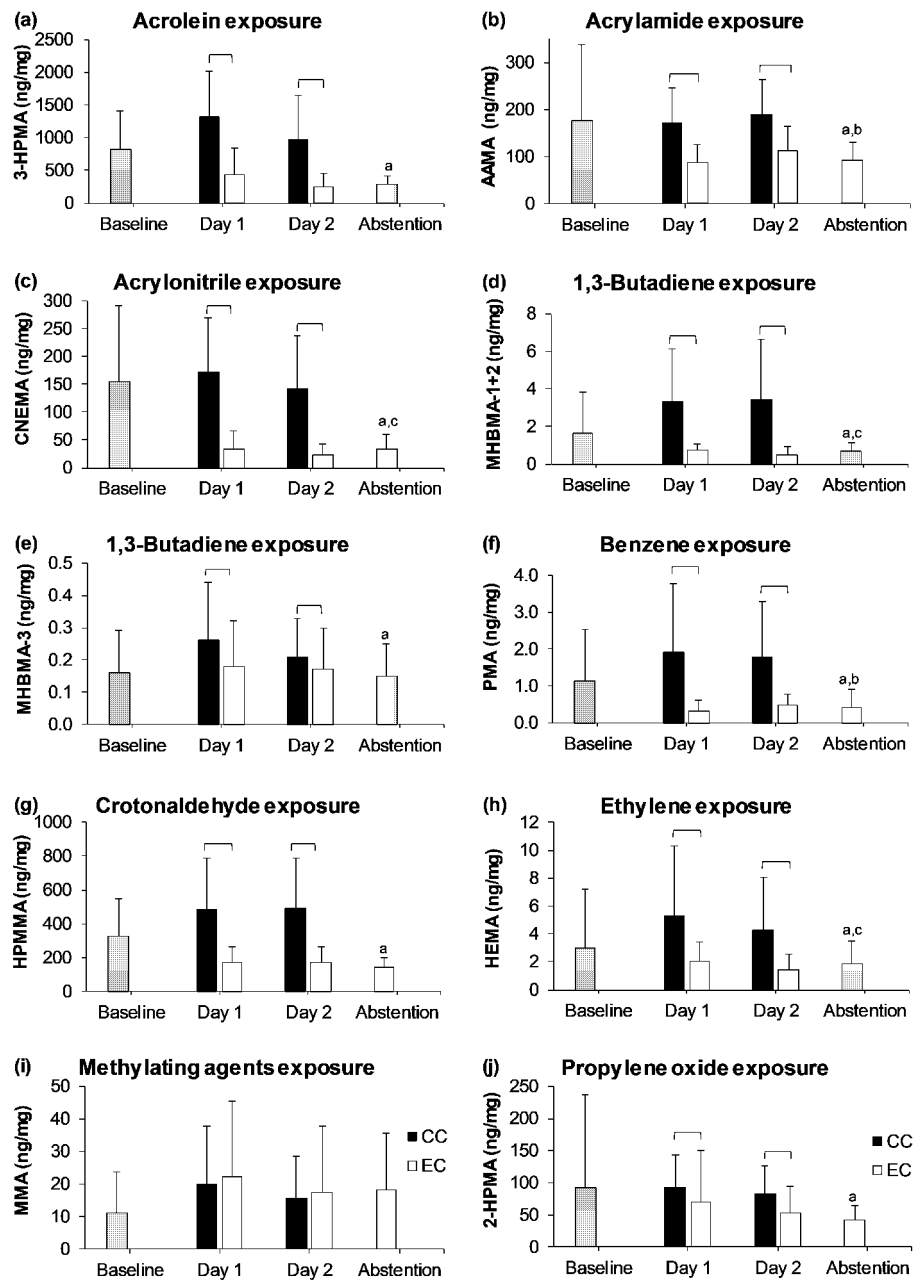 (a) Acrolein exposure
3-HPMA (ng/mg)
2500
2000
1500
1000
500
0
Baseline Day 1 Day 2 Abstention
a
(b) Acrylamide exposure
AAMA (ng/mg)
300
200
100
0
Baseline Day 1 Day 2 Abstention
a,b
(c) Acrylonitrile exposure
CNEMA (ng/mg)
300
250
200
150
100
50
0
Baseline Day 1 Day 2 Abstention
a,c
(d) 1,3-Butadiene exposure
MHBMA-1+2 (ng/mg)
8
6
4
2
0
Baseline Day 1 Day 2 Abstention
a,c
(e) 1,3-Butadiene exposure
MHBMA-3 (ng/mg)
0.5
0.4
0.3
0.2
0.1
0.0
Baseline Day 1 Day 2 Abstention
a
(f) Benzene exposure
PMA (ng/mg)
4.0
3.0
2.0
1.0
0.0
Baseline Day 1 Day 2 Abstention
a,b
(g) Crotonaldehyde exposure
HPMMA (ng/mg)
1000
800
600
400
200
0
Baseline Day 1 Day 2 Abstention
a
(h) Ethylene exposure
HEMA (ng/mg)
12
10
8
6
4
2
0
Baseline Day 1 Day 2 Abstention
a,c
(i) Methylating agents exposure
MMA (ng/mg)
50
40
30
20
10
0
Baseline Day 1 Day 2 Abstention
CC
EC
(j) Propylene oxide exposure
2-HPMA (ng/mg)
250
200
150
100
50
0
Baseline Day 1 Day 2 Abstention
a
CC
EC